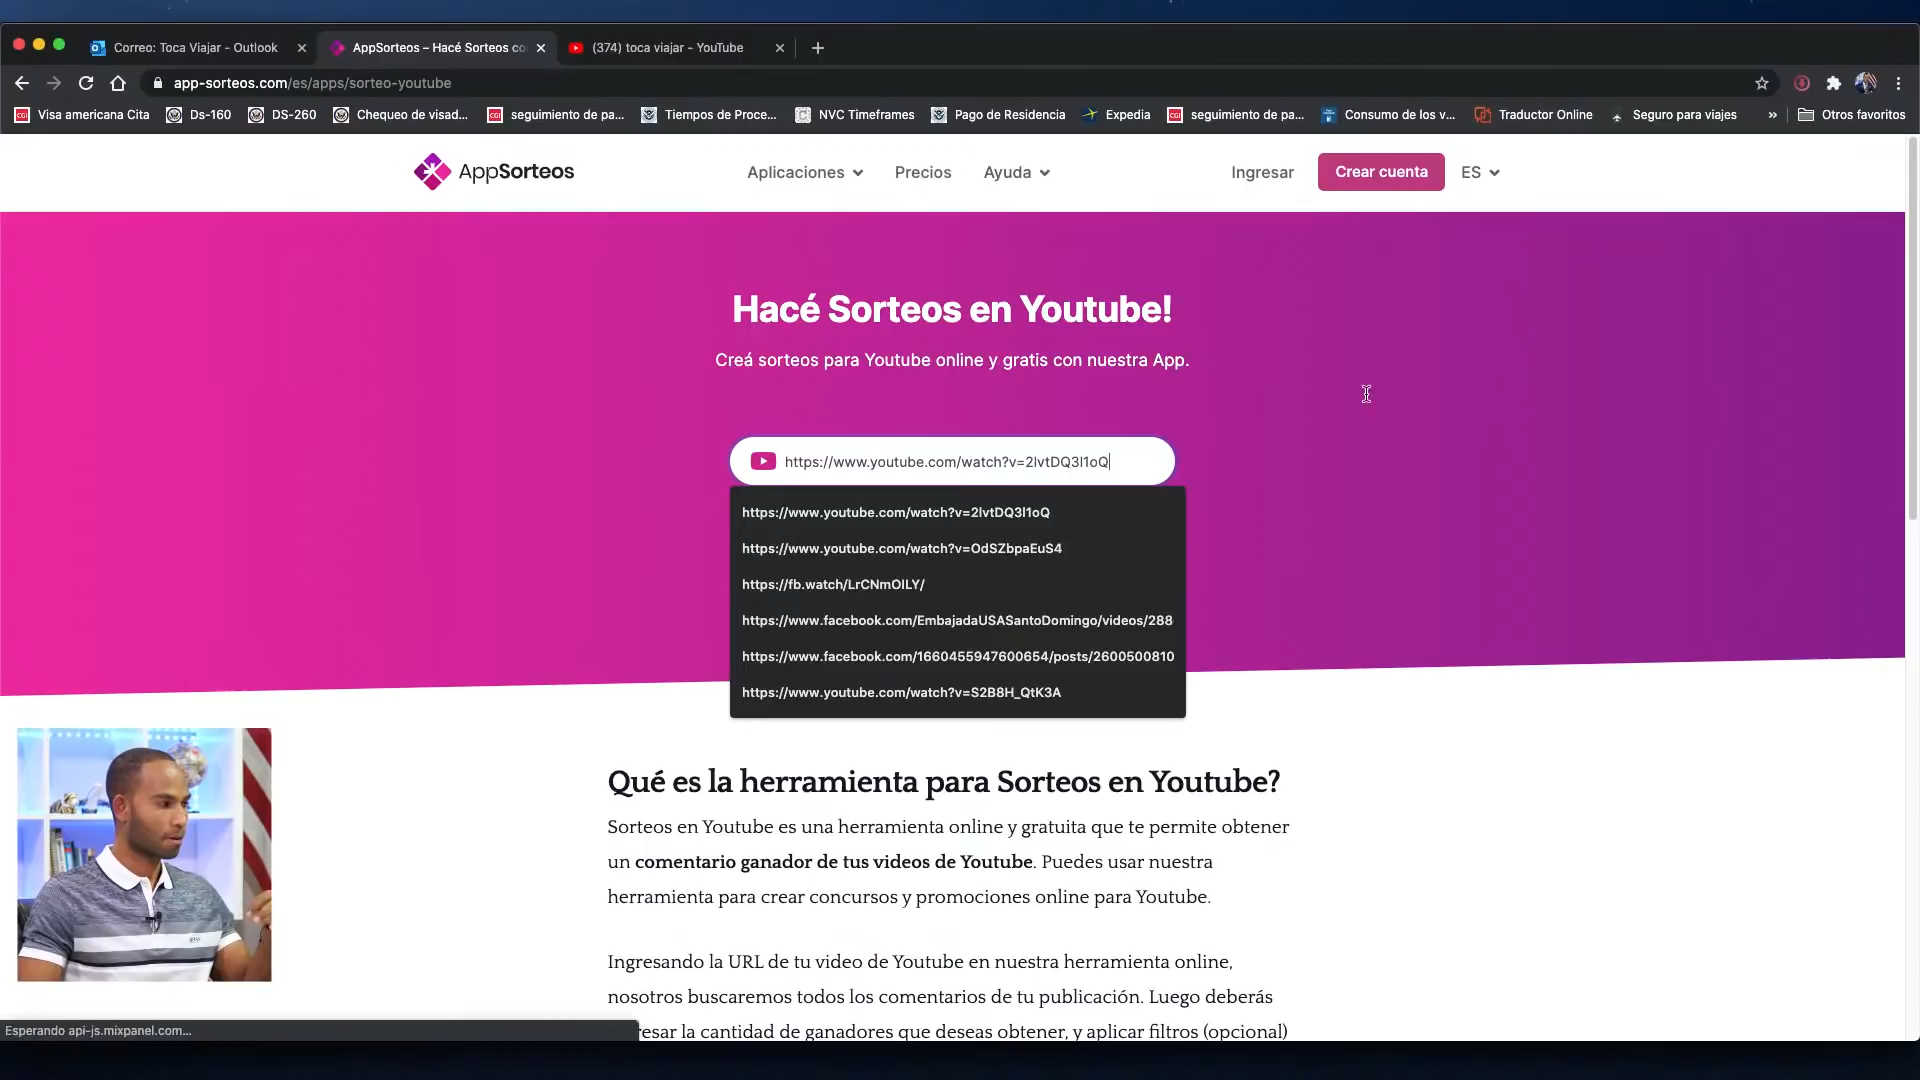 Correo: Toca Viajar - Outlook
AppSorteos – Hacé Sorteos co
(374) toca viajar - YouTube
app-sorteos.com/es/apps/sorteo-youtube
Visa americana Cita
Ds-160
DS-260
Chequeo de visad...
seguimiento de pa...
Tiempos de Proce...
NVC Timeframes
Pago de Residencia
Expedia
seguimiento de pa...
Consumo de los v...
Traductor Online
Seguro para viajes
»
Otros favoritos
AppSorteos
Aplicaciones
Precios
Ayuda
Ingresar
Crear cuenta
ES
Hacé Sorteos en Youtube!
Creá sorteos para Youtube online y gratis con nuestra App.
https://www.youtube.com/watch?v=2lvtDQ3l1oQ
https://www.youtube.com/watch?v=2lvtDQ3l1oQ
https://www.youtube.com/watch?v=OdSZbpaEuS4
https://fb.watch/LrCNmOILY/
https://www.facebook.com/EmbajadaUSASantoDomingo/videos/288
https://www.facebook.com/1660455947600654/posts/2600500810
https://www.youtube.com/watch?v=S2B8H_QtK3A
Qué es la herramienta para Sorteos en Youtube?
Sorteos en Youtube es una herramienta online y gratuita que te permite obtener
un comentario ganador de tus videos de Youtube. Puedes usar nuestra
herramienta para crear concursos y promociones online para Youtube.
Ingresando la URL de tu video de Youtube en nuestra herramienta online,
nosotros buscaremos todos los comentarios de tu publicación. Luego deberás
resar la cantidad de ganadores que deseas obtener, y aplicar filtros (opcional)
Esperando api-js.mixpanel.com...